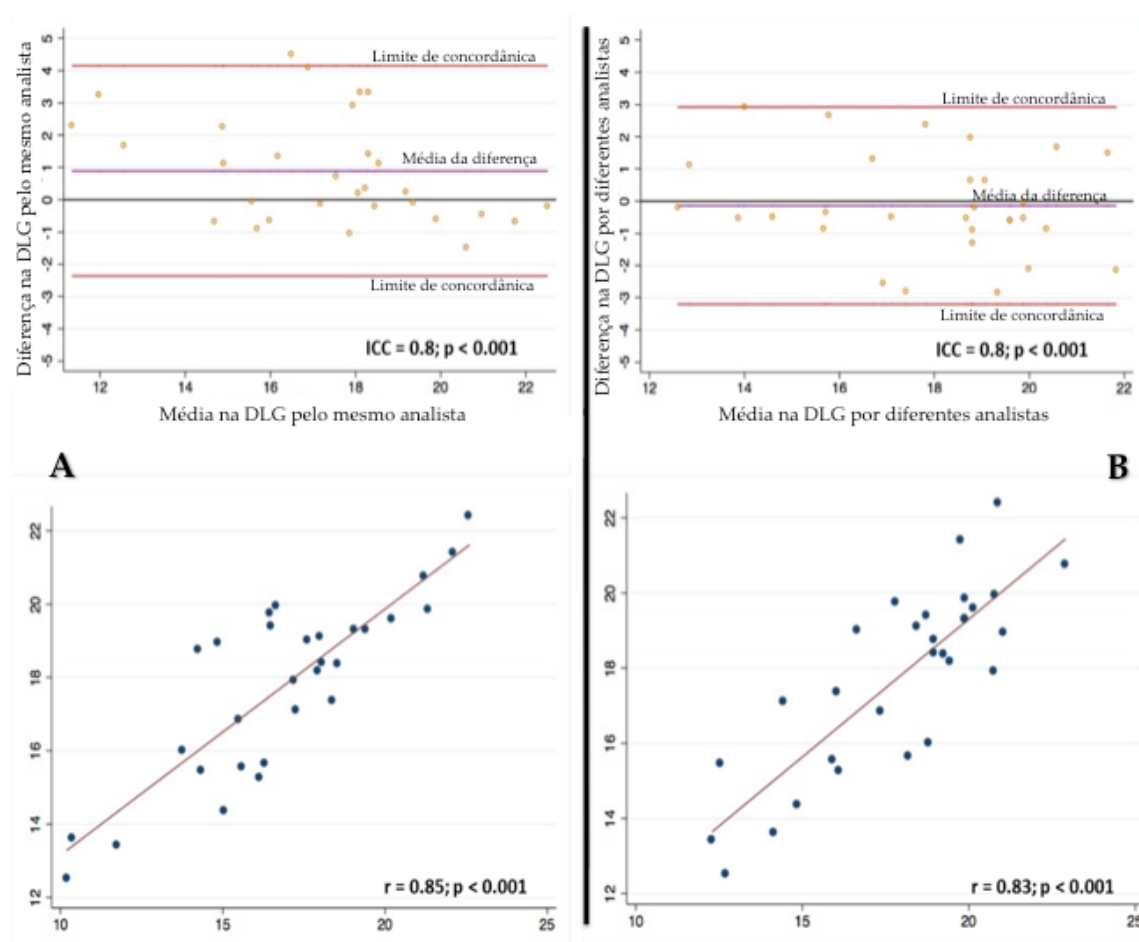 Diferença na DLG pelo mesmo analista
5
4
3
2
1
0
-1
-2
-3
-4
-5
Limite de concordânica
Média da diferença
Limite de concordânica
ICC = 0.8; p < 0.001
12 14 16 18 20 22
Média na DLG pelo mesmo analista
A
22
20
18
16
14
12
r = 0.85; p < 0.001
10 15 20 25
Diferença na DLG por diferentes analistas
5
4
3
2
1
0
-1
-2
-3
-4
-5
Limite de concordânica
Média da diferença
Limite de concordânica
ICC = 0.8; p < 0.001
12 14 16 18 20 22
Média na DLG por diferentes analistas
B
22
20
18
16
14
12
r = 0.83; p < 0.001
10 15 20 25